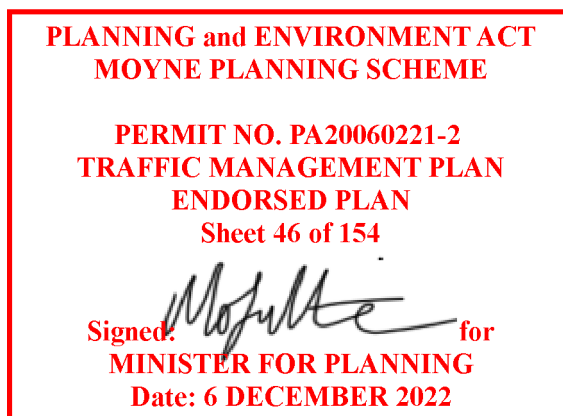 PLANNING and ENVIRONMENT ACT
MOYNE PLANNING SCHEME
PERMIT NO. PA20060221-2
TRAFFIC MANAGEMENT PLAN
ENDORSED PLAN
Sheet 46 of 154
Signed: for
MINISTER FOR PLANNING
Date: 6 DECEMBER 2022